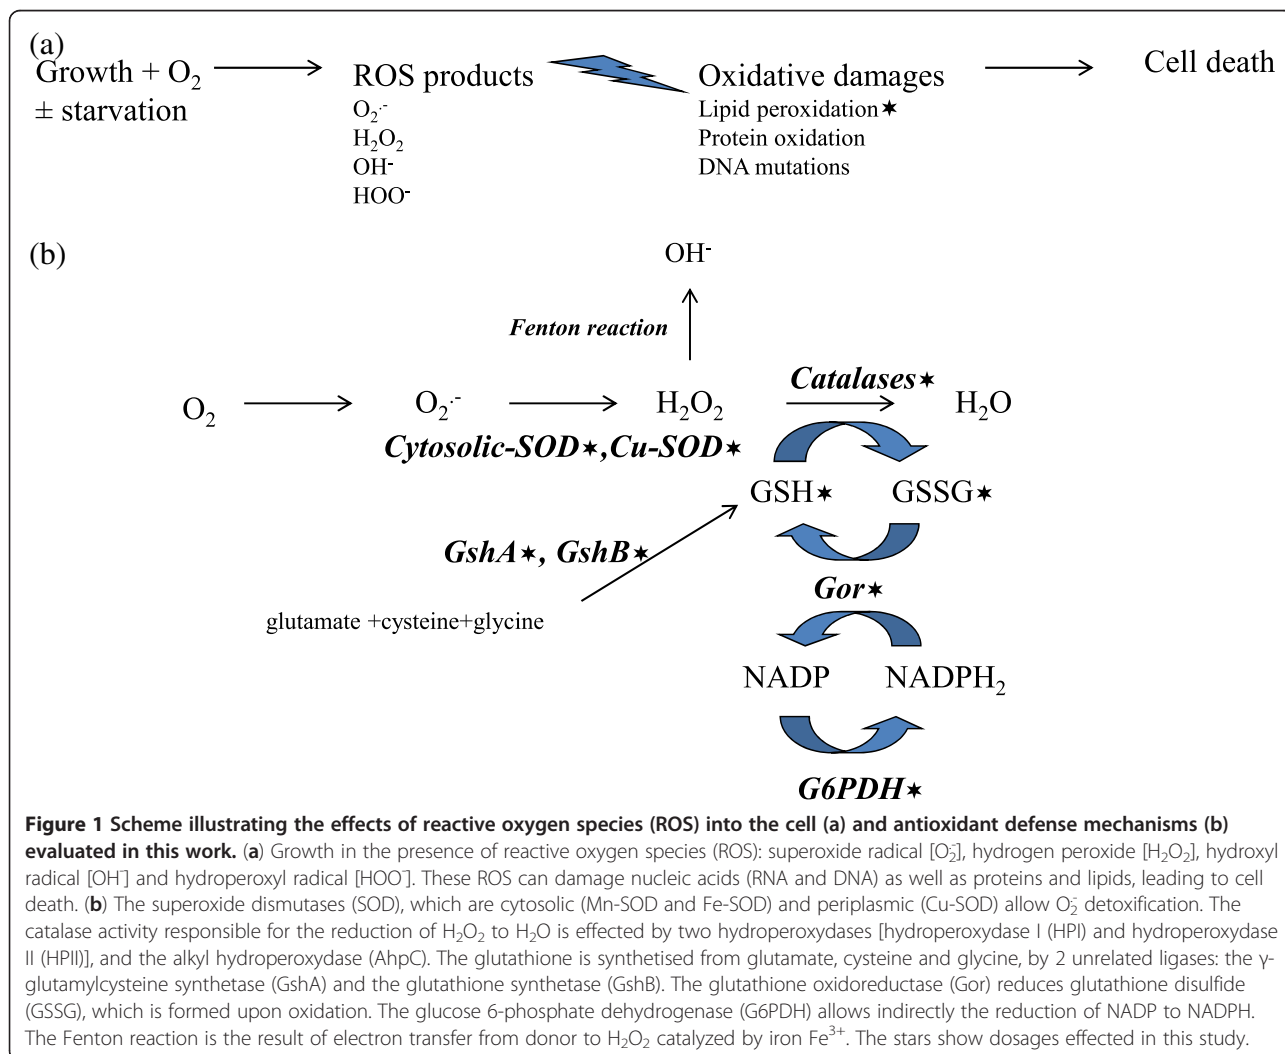 (a)
Growth + O₂
± starvation
ROS products
O₂·⁻
H₂O₂
OH⁻
HOO⁻
Oxidative damages
Lipid peroxidation★
Protein oxidation
DNA mutations
Cell death
(b)
OH⁻
Fenton reaction
Catalases★
O₂
O₂·⁻
H₂O₂
H₂O
Cytosolic-SOD★,Cu-SOD★
GSH★
GSSG★
GshA★, GshB★
Gor★
glutamate +cysteine+glycine
NADP
NADPH₂
G6PDH★
Figure 1 Scheme illustrating the effects of reactive oxygen species (ROS) into the cell (a) and antioxidant defense mechanisms (b)
evaluated in this work. (a) Growth in the presence of reactive oxygen species (ROS): superoxide radical [O₂·⁻], hydrogen peroxide [H₂O₂], hydroxyl
radical [OH⁻] and hydroperoxyl radical [HOO⁻]. These ROS can damage nucleic acids (RNA and DNA) as well as proteins and lipids, leading to cell
death. (b) The superoxide dismutases (SOD), which are cytosolic (Mn-SOD and Fe-SOD) and periplasmic (Cu-SOD) allow O₂·⁻ detoxification. The
catalase activity responsible for the reduction of H₂O₂ to H₂O is effected by two hydroperoxydases [hydroperoxydase I (HPI) and hydroperoxydase
II (HPII)], and the alkyl hydroperoxydase (AhpC). The glutathione is synthetised from glutamate, cysteine and glycine, by 2 unrelated ligases: the γ-
glutamylcysteine synthetase (GshA) and the glutathione synthetase (GshB). The glutathione oxidoreductase (Gor) reduces glutathione disulfide
(GSSG), which is formed upon oxidation. The glucose 6-phosphate dehydrogenase (G6PDH) allows indirectly the reduction of NADP to NADPH.
The Fenton reaction is the result of electron transfer from donor to H₂O₂ catalyzed by iron Fe³⁺. The stars show dosages effected in this study.